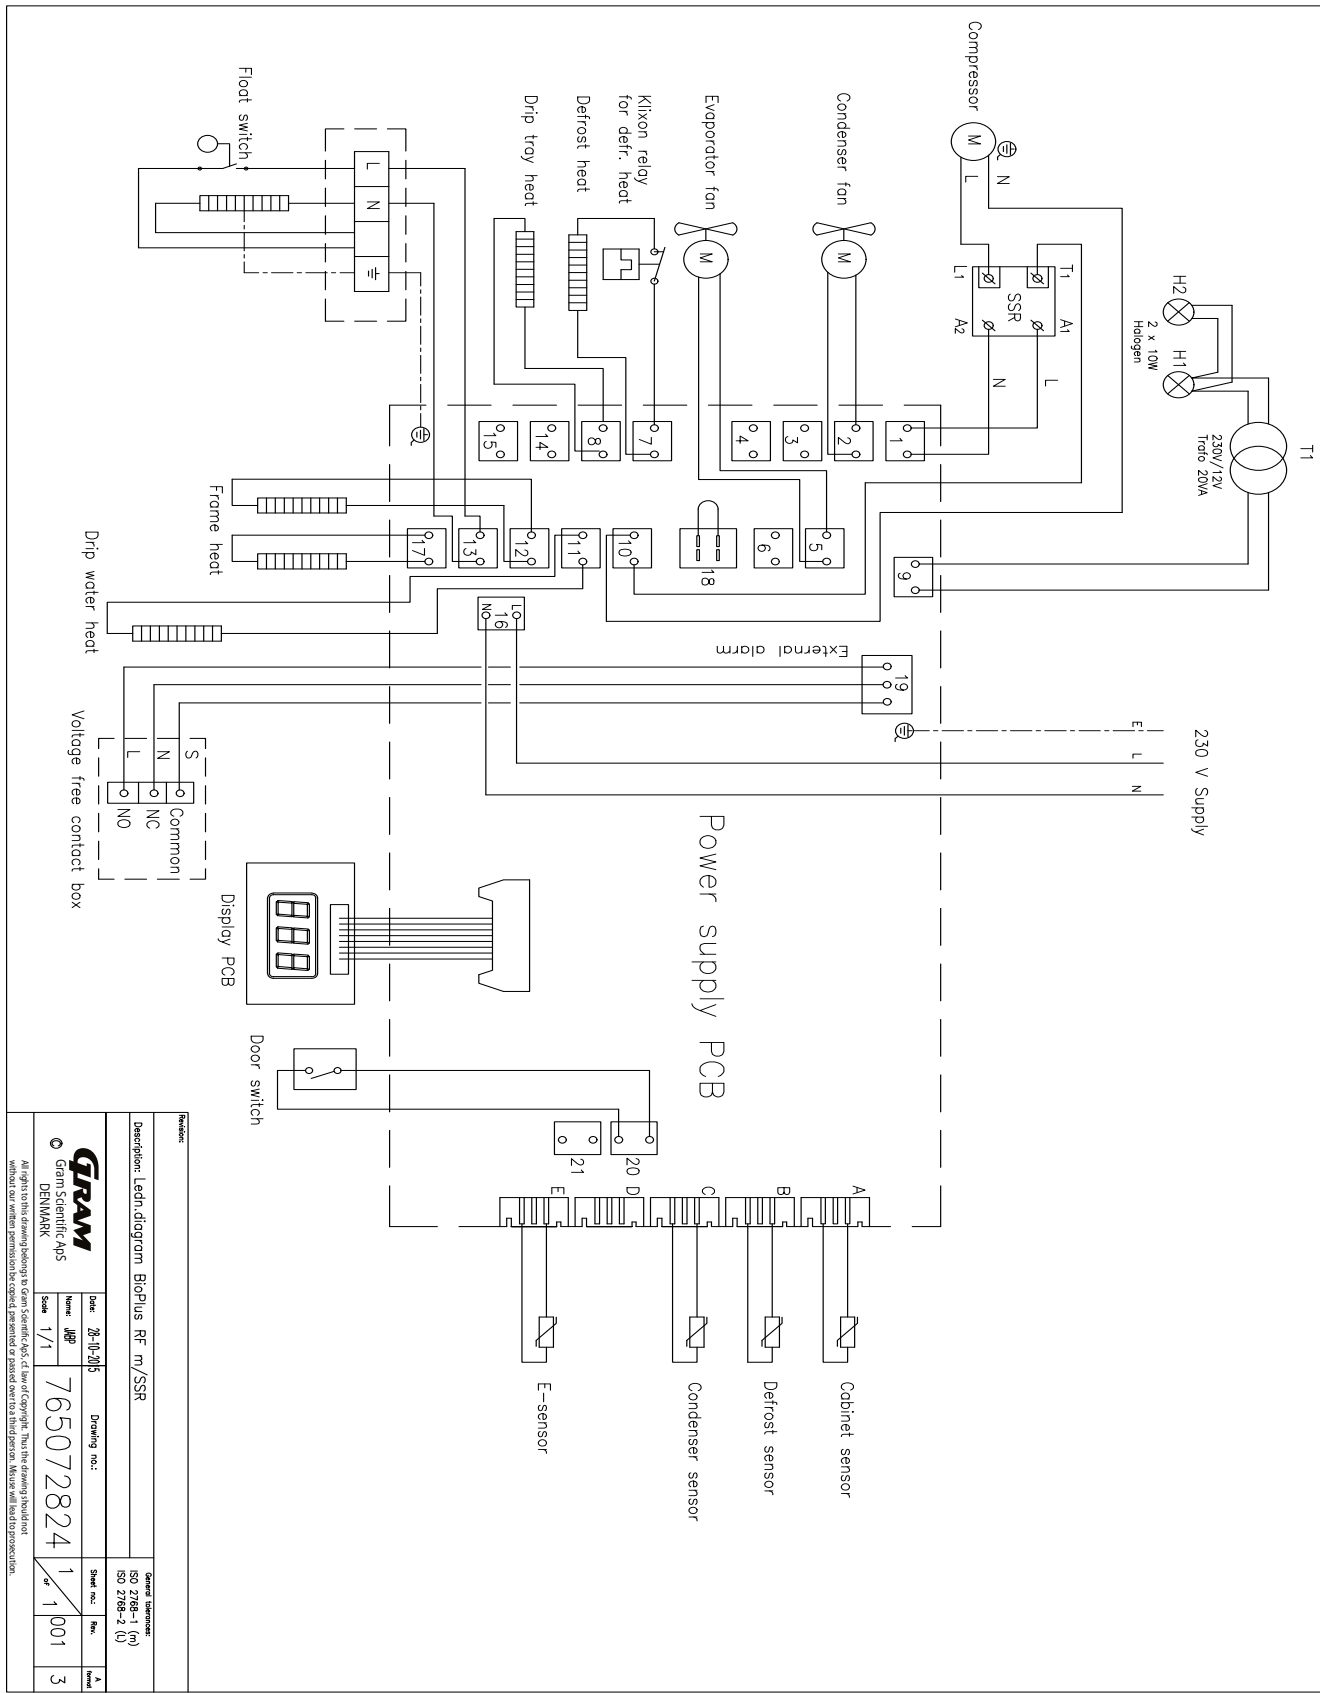 Compressor
M
N
L
T1
L1
SSR
A1
A2
L
N
H2
H1
2 x 10W
Halogen
T1
230V/12V
Trafo 20VA
Condenser fan
M
Evaporator fan
M
Klixon relay
for defr. heat
Defrost heat
Drip tray heat
Float switch
L
N
1
2
3
4
7
8
14
15
9
5
6
18
10
11
12
13
17
Frame heat
Drip water heat
16
L
N
External alarm
19
230 V Supply
E
L
N
Voltage free contact box
S
N
L
Common
NC
NO
Power supply PCB
Display PCB
Door switch
20
21
A
B
C
D
E
Cabinet sensor
Defrost sensor
Condenser sensor
E-sensor
Revision:
Description: Ledn.diagram BioPlus RF m/SSR
General tolerances:
ISO 2768-1 (m)
ISO 2768-2 (L)
GRAM
© Gram Scientific ApS
DENMARK
Date: 28-10-2015
Name: JABP
Scale 1/1
Drawing no.:
765072824
Sheet no.:
1 of 1
Rev.
001
A format
3
All rights to this drawing belongs to Gram Scientific ApS, cf. law of Copyright. Thus the drawing should not
without our written permission be copied, presented or passed over to a third person. Misuse will lead to prosecution.